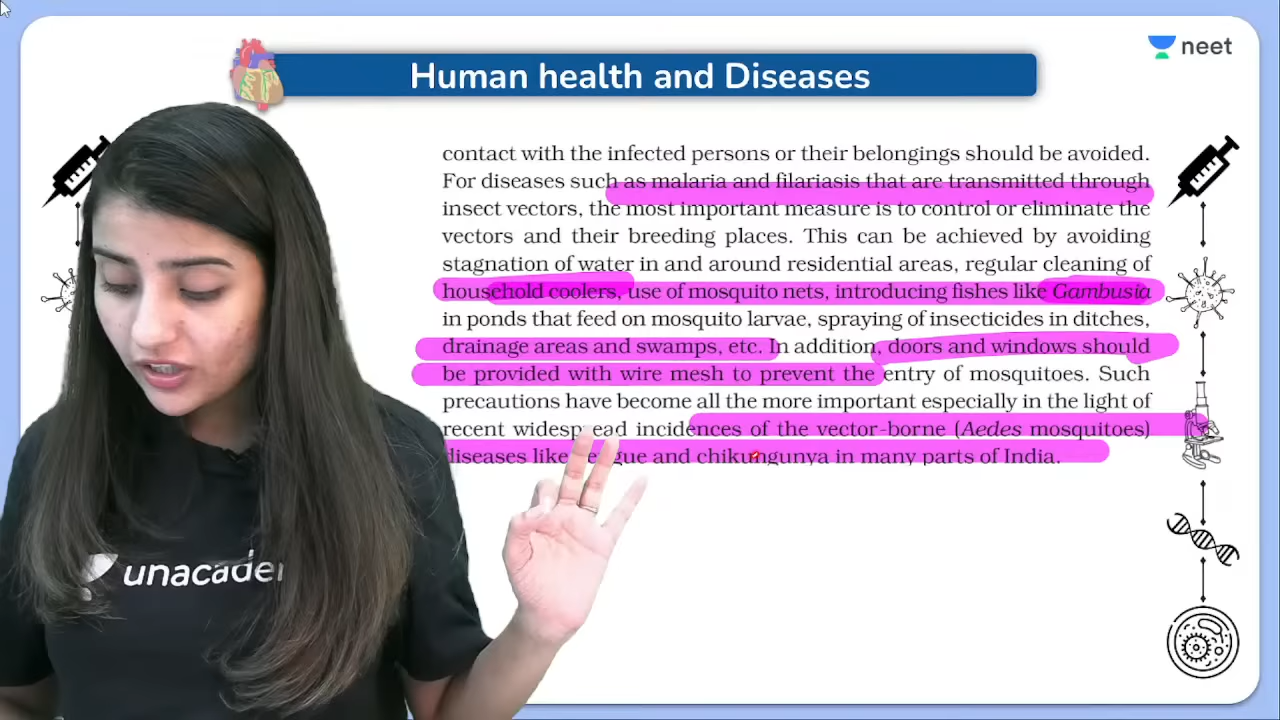 neet
Human health and Diseases
contact with the infected persons or their belongings should be avoided.
For diseases such as malaria and filariasis that are transmitted through
insect vectors, the most important measure is to control or eliminate the
vectors and their breeding places. This can be achieved by avoiding
stagnation of water in and around residential areas, regular cleaning of
household coolers, use of mosquito nets, introducing fishes like Gambusia
in ponds that feed on mosquito larvae, spraying of insecticides in ditches,
drainage areas and swamps, etc. In addition, doors and windows should
be provided with wire mesh to prevent the entry of mosquitoes. Such
precautions have become all the more important especially in the light of
recent widespread incidences of the vector-borne (Aedes mosquitoes)
diseases like dengue and chikungunya in many parts of India.
unacade